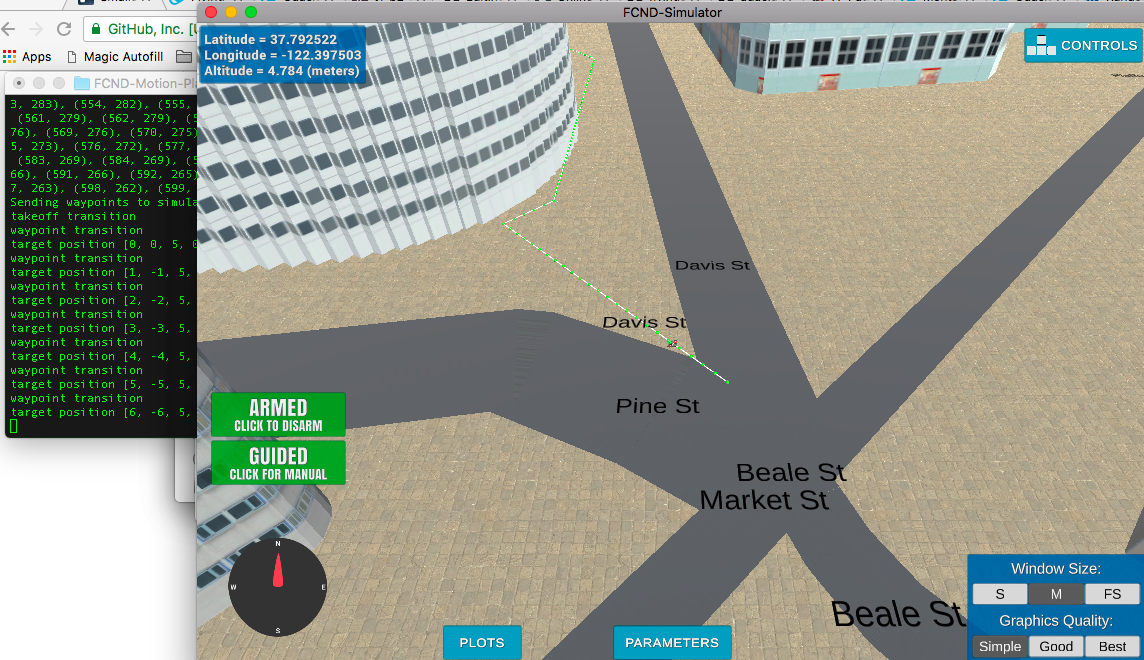 FCND-Simulator
GitHub, Inc. [U
Apps
Magic Autofill
FCND-Motion-Pl
3, 283), (554, 282), (555,
(561, 279), (562, 279), (5
76), (569, 276), (570, 275)
5, 273), (576, 272), (577,
(583, 269), (584, 269), (5
66), (591, 266), (592, 265)
7, 263), (598, 262), (599,
Sending waypoints to simula
takeoff transition
waypoint transition
target position [0, 0, 5, 0
waypoint transition
target position [1, -1, 5,
waypoint transition
target position [2, -2, 5,
waypoint transition
target position [3, -3, 5,
waypoint transition
target position [4, -4, 5,
waypoint transition
target position [5, -5, 5,
waypoint transition
target position [6, -6, 5,
Latitude = 37.792522
Longitude = -122.397503
Altitude = 4.784 (meters)
CONTROLS
Davis St
Davis St
Pine St
Beale St
Market St
Beale St
ARMED
CLICK TO DISARM
GUIDED
CLICK FOR MANUAL
N
W
E
S
PLOTS
PARAMETERS
Window Size:
S
M
FS
Graphics Quality:
Simple
Good
Best